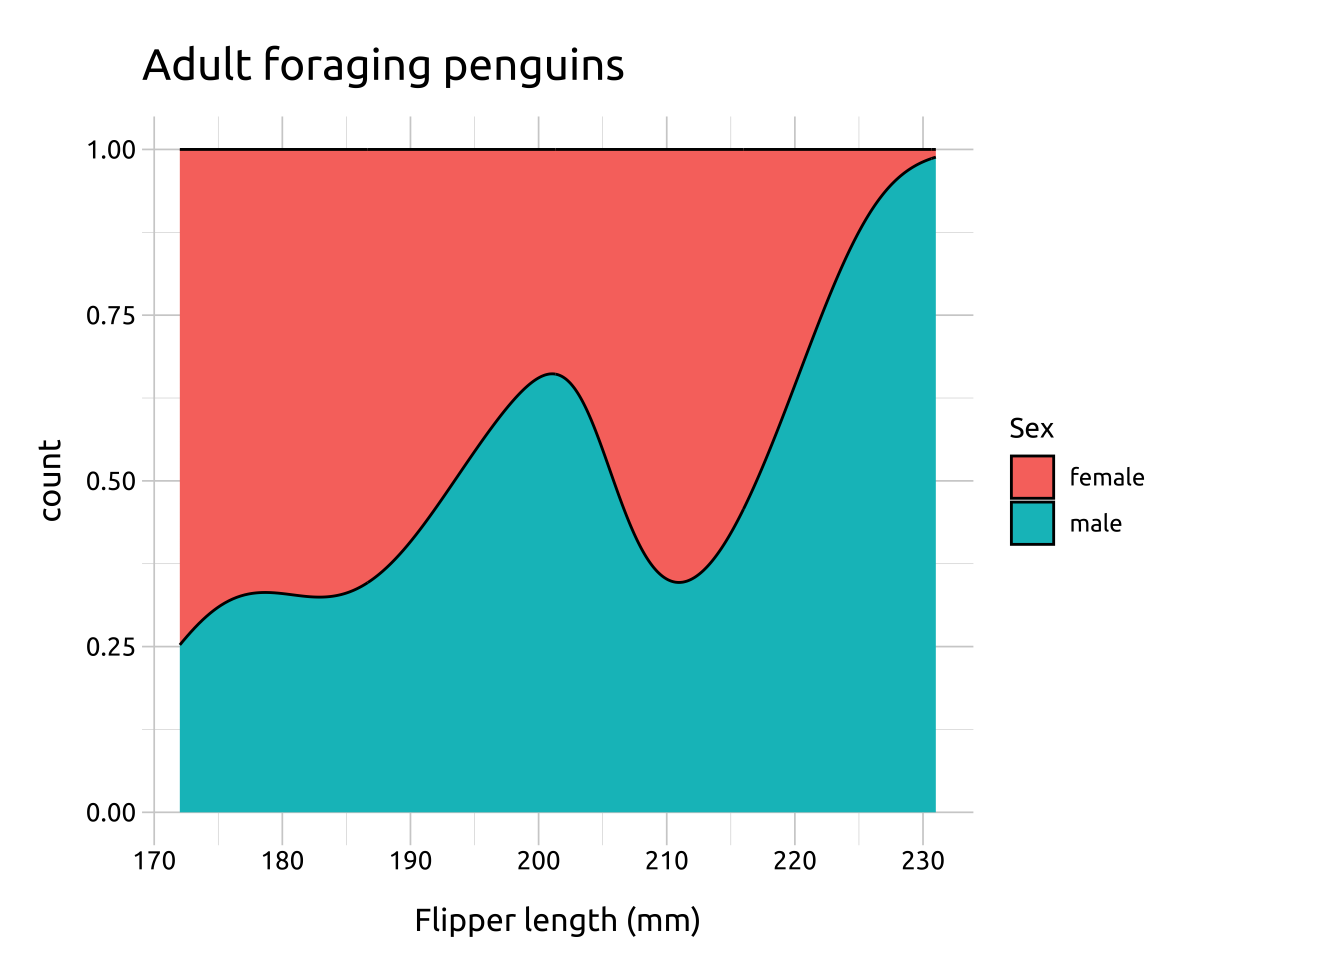 Adult foraging penguins
1.00
0.75
0.50
0.25
0.00
count
170 180 190 200 210 220 230
Flipper length (mm)
Sex
female
male